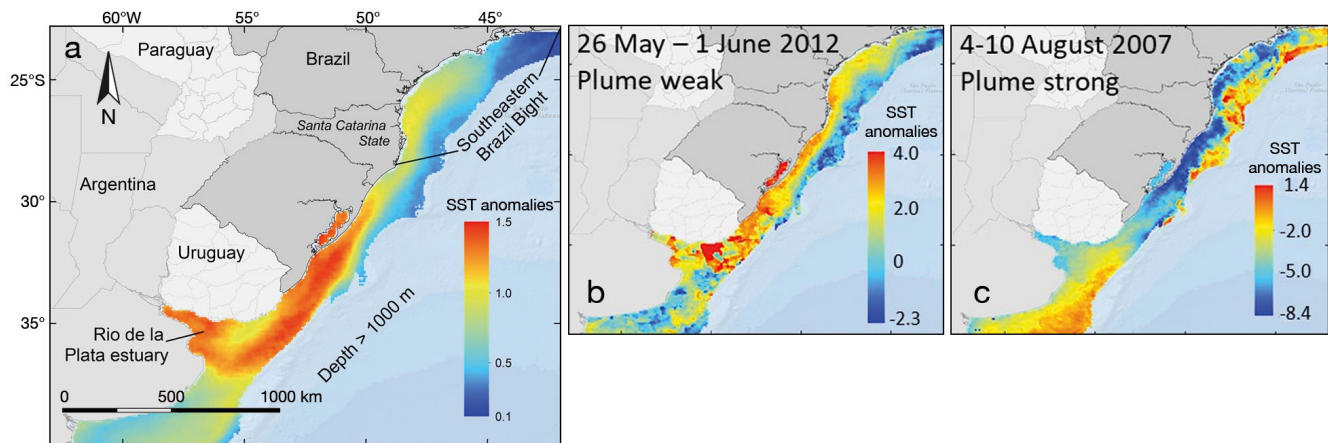 60°W
55°
50°
45°
a
Paraguay
Brazil
25°S
N
Santa Catarina
State
Southeastern
Brazil Bight
Argentina
30°
SST anomalies
1.5
1.0
0.5
0.1
Uruguay
35°
Rio de la
Plata estuary
Depth > 1000 m
0
500
1000 km
26 May – 1 June 2012
Plume weak
SST
anomalies
4.0
2.0
0
-2.3
b
4-10 August 2007
Plume strong
SST
anomalies
1.4
-2.0
-5.0
-8.4
c